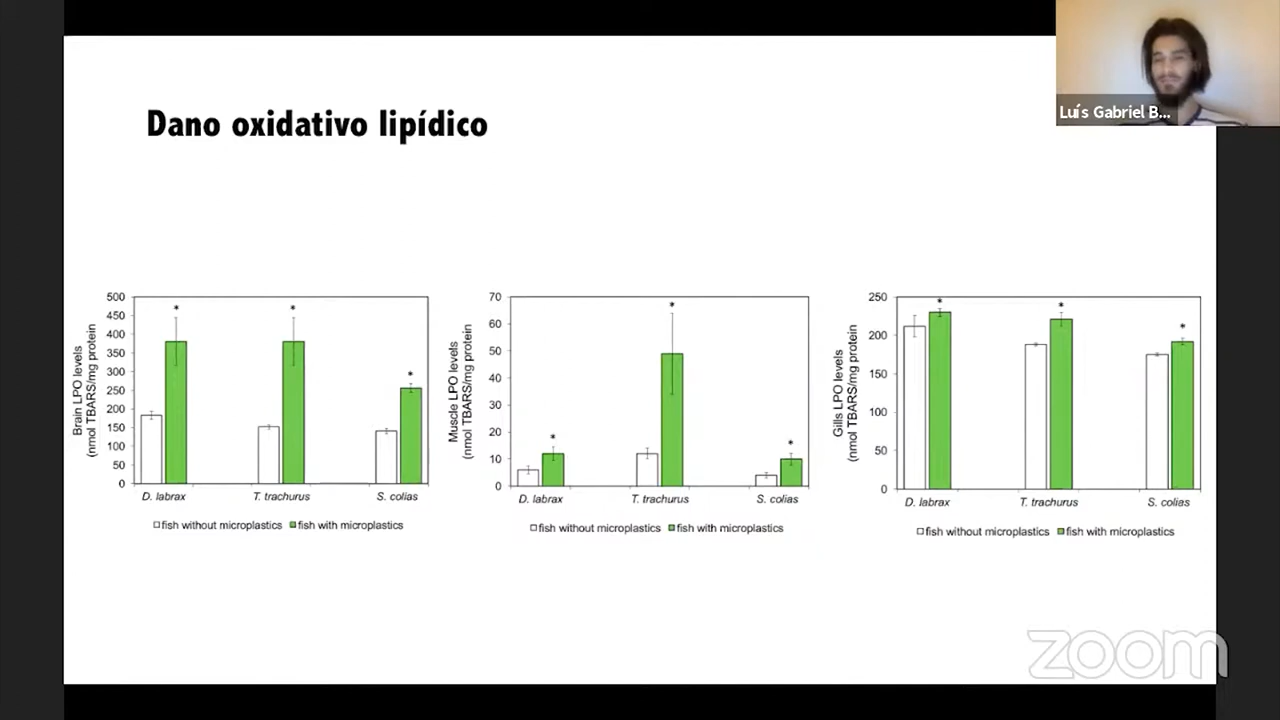 Luís Gabriel B...
Dano oxidativo lipídico
Brain LPO levels
(nmol TBARS/mg protein
500
450
400
350
300
250
200
150
100
50
0
*
*
*
D. labrax
T. trachurus
S. colias
fish without microplastics
fish with microplastics
Muscle LPO levels
(nmol TBARS/mg protein)
70
60
50
40
30
20
10
0
*
*
*
D. labrax
T. trachurus
S. colias
fish without microplastics
fish with microplastics
Gills LPO levels
(nmol TBARS/mg protein)
250
200
150
100
50
0
*
*
*
D. labrax
T. trachurus
S. colias
fish without microplastics
fish with microplastics
zoom